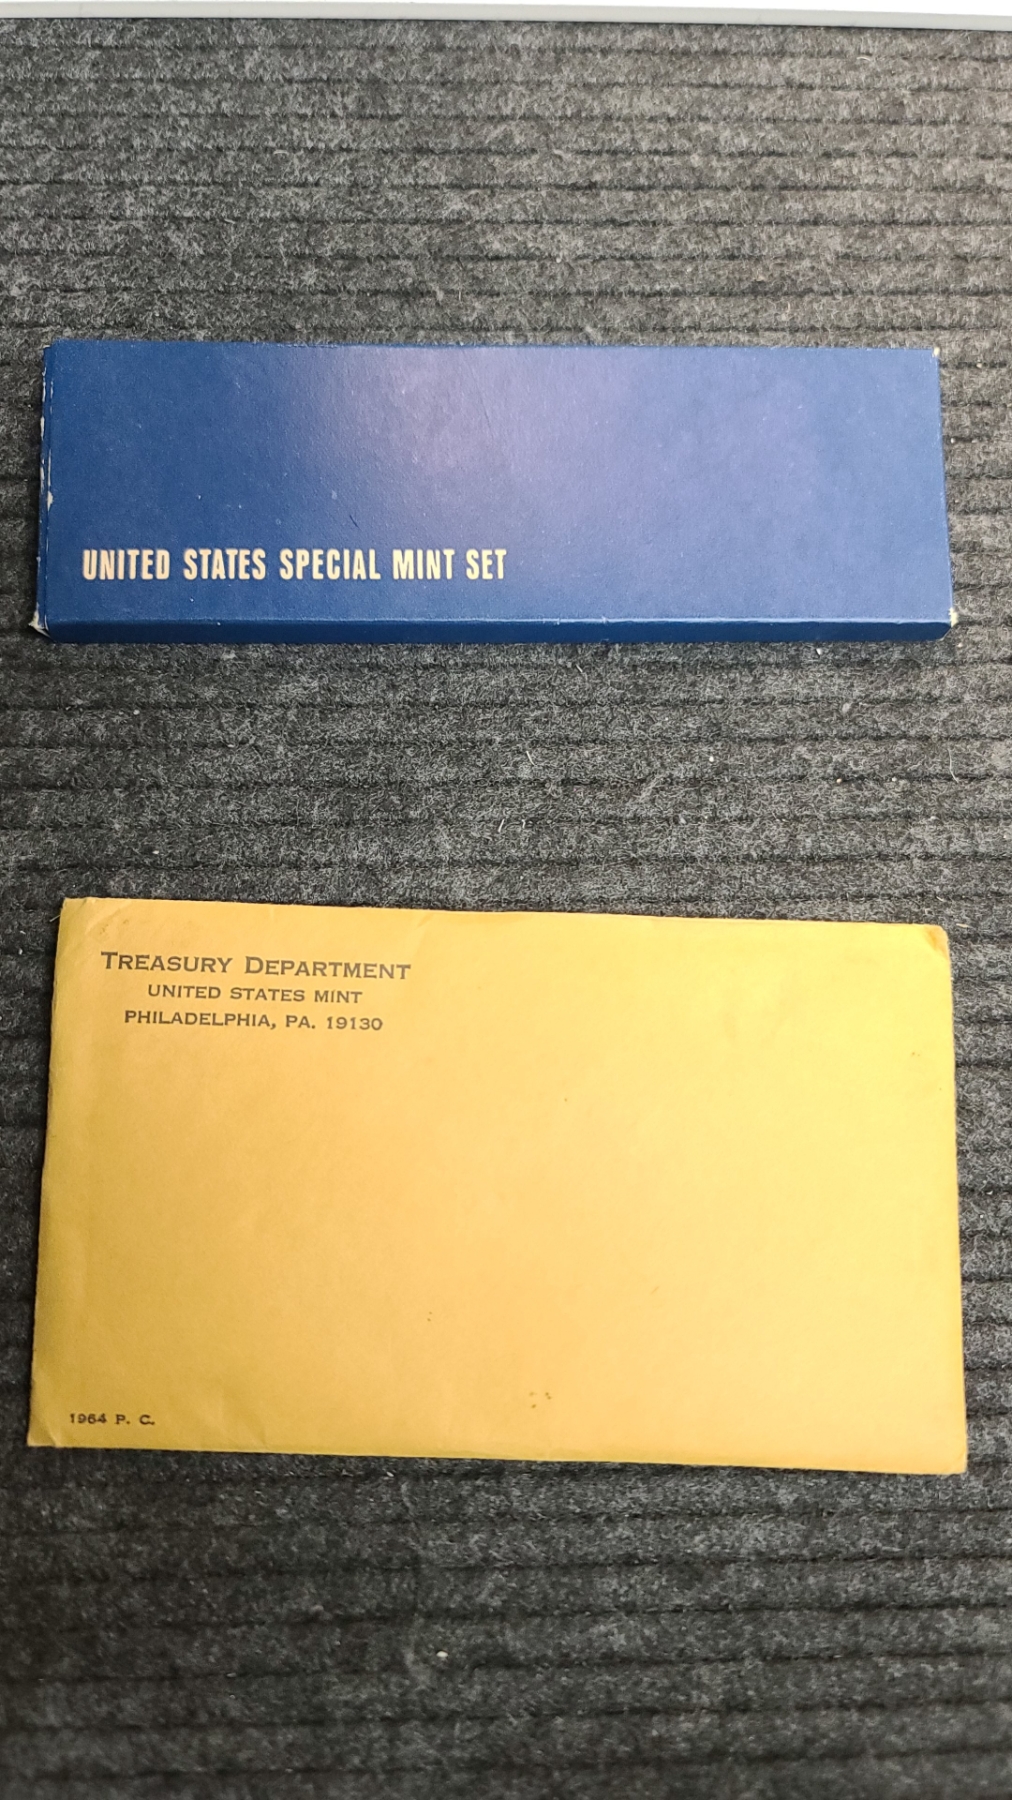 UNITED STATES SPECIAL MINT SET
TREASURY DEPARTMENT
UNITED STATES MINT
PHILADELPHIA, PA. 19130
1964 P. C.